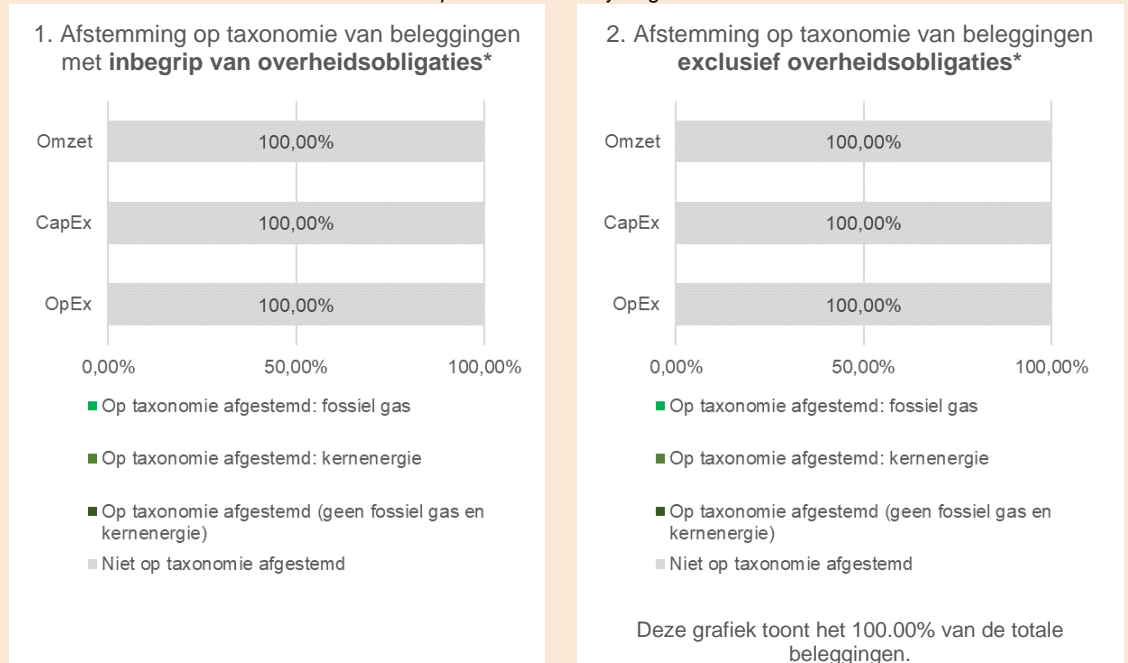 1. Afstemming op taxonomie van beleggingen
met inbegrip van overheidsobligaties*
Omzet
100,00%
CapEx
100,00%
OpEx
100,00%
0,00%
50,00%
100,00%
Op taxonomie afgestemd: fossiel gas
Op taxonomie afgestemd: kernenergie
Op taxonomie afgestemd (geen fossiel gas en
kernenergie)
Niet op taxonomie afgestemd
2. Afstemming op taxonomie van beleggingen
exclusief overheidsobligaties*
Omzet
100,00%
CapEx
100,00%
OpEx
100,00%
0,00%
50,00%
100,00%
Op taxonomie afgestemd: fossiel gas
Op taxonomie afgestemd: kernenergie
Op taxonomie afgestemd (geen fossiel gas en
kernenergie)
Niet op taxonomie afgestemd
Deze grafiek toont het 100.00% van de totale
beleggingen.